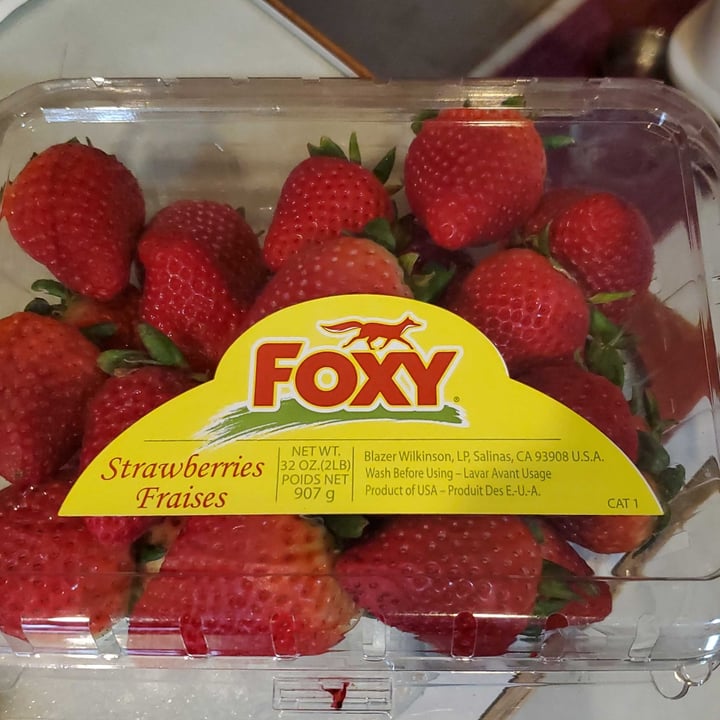 FOXY®
Strawberries
Fraises
NET WT.
32 OZ.(2LB)
POIDS NET
907 g
Blazer Wilkinson, LP, Salinas, CA 93908 U.S.A.
Wash Before Using – Lavar Avant Usage
Product of USA – Produit Des E.-U.-A.
CAT 1